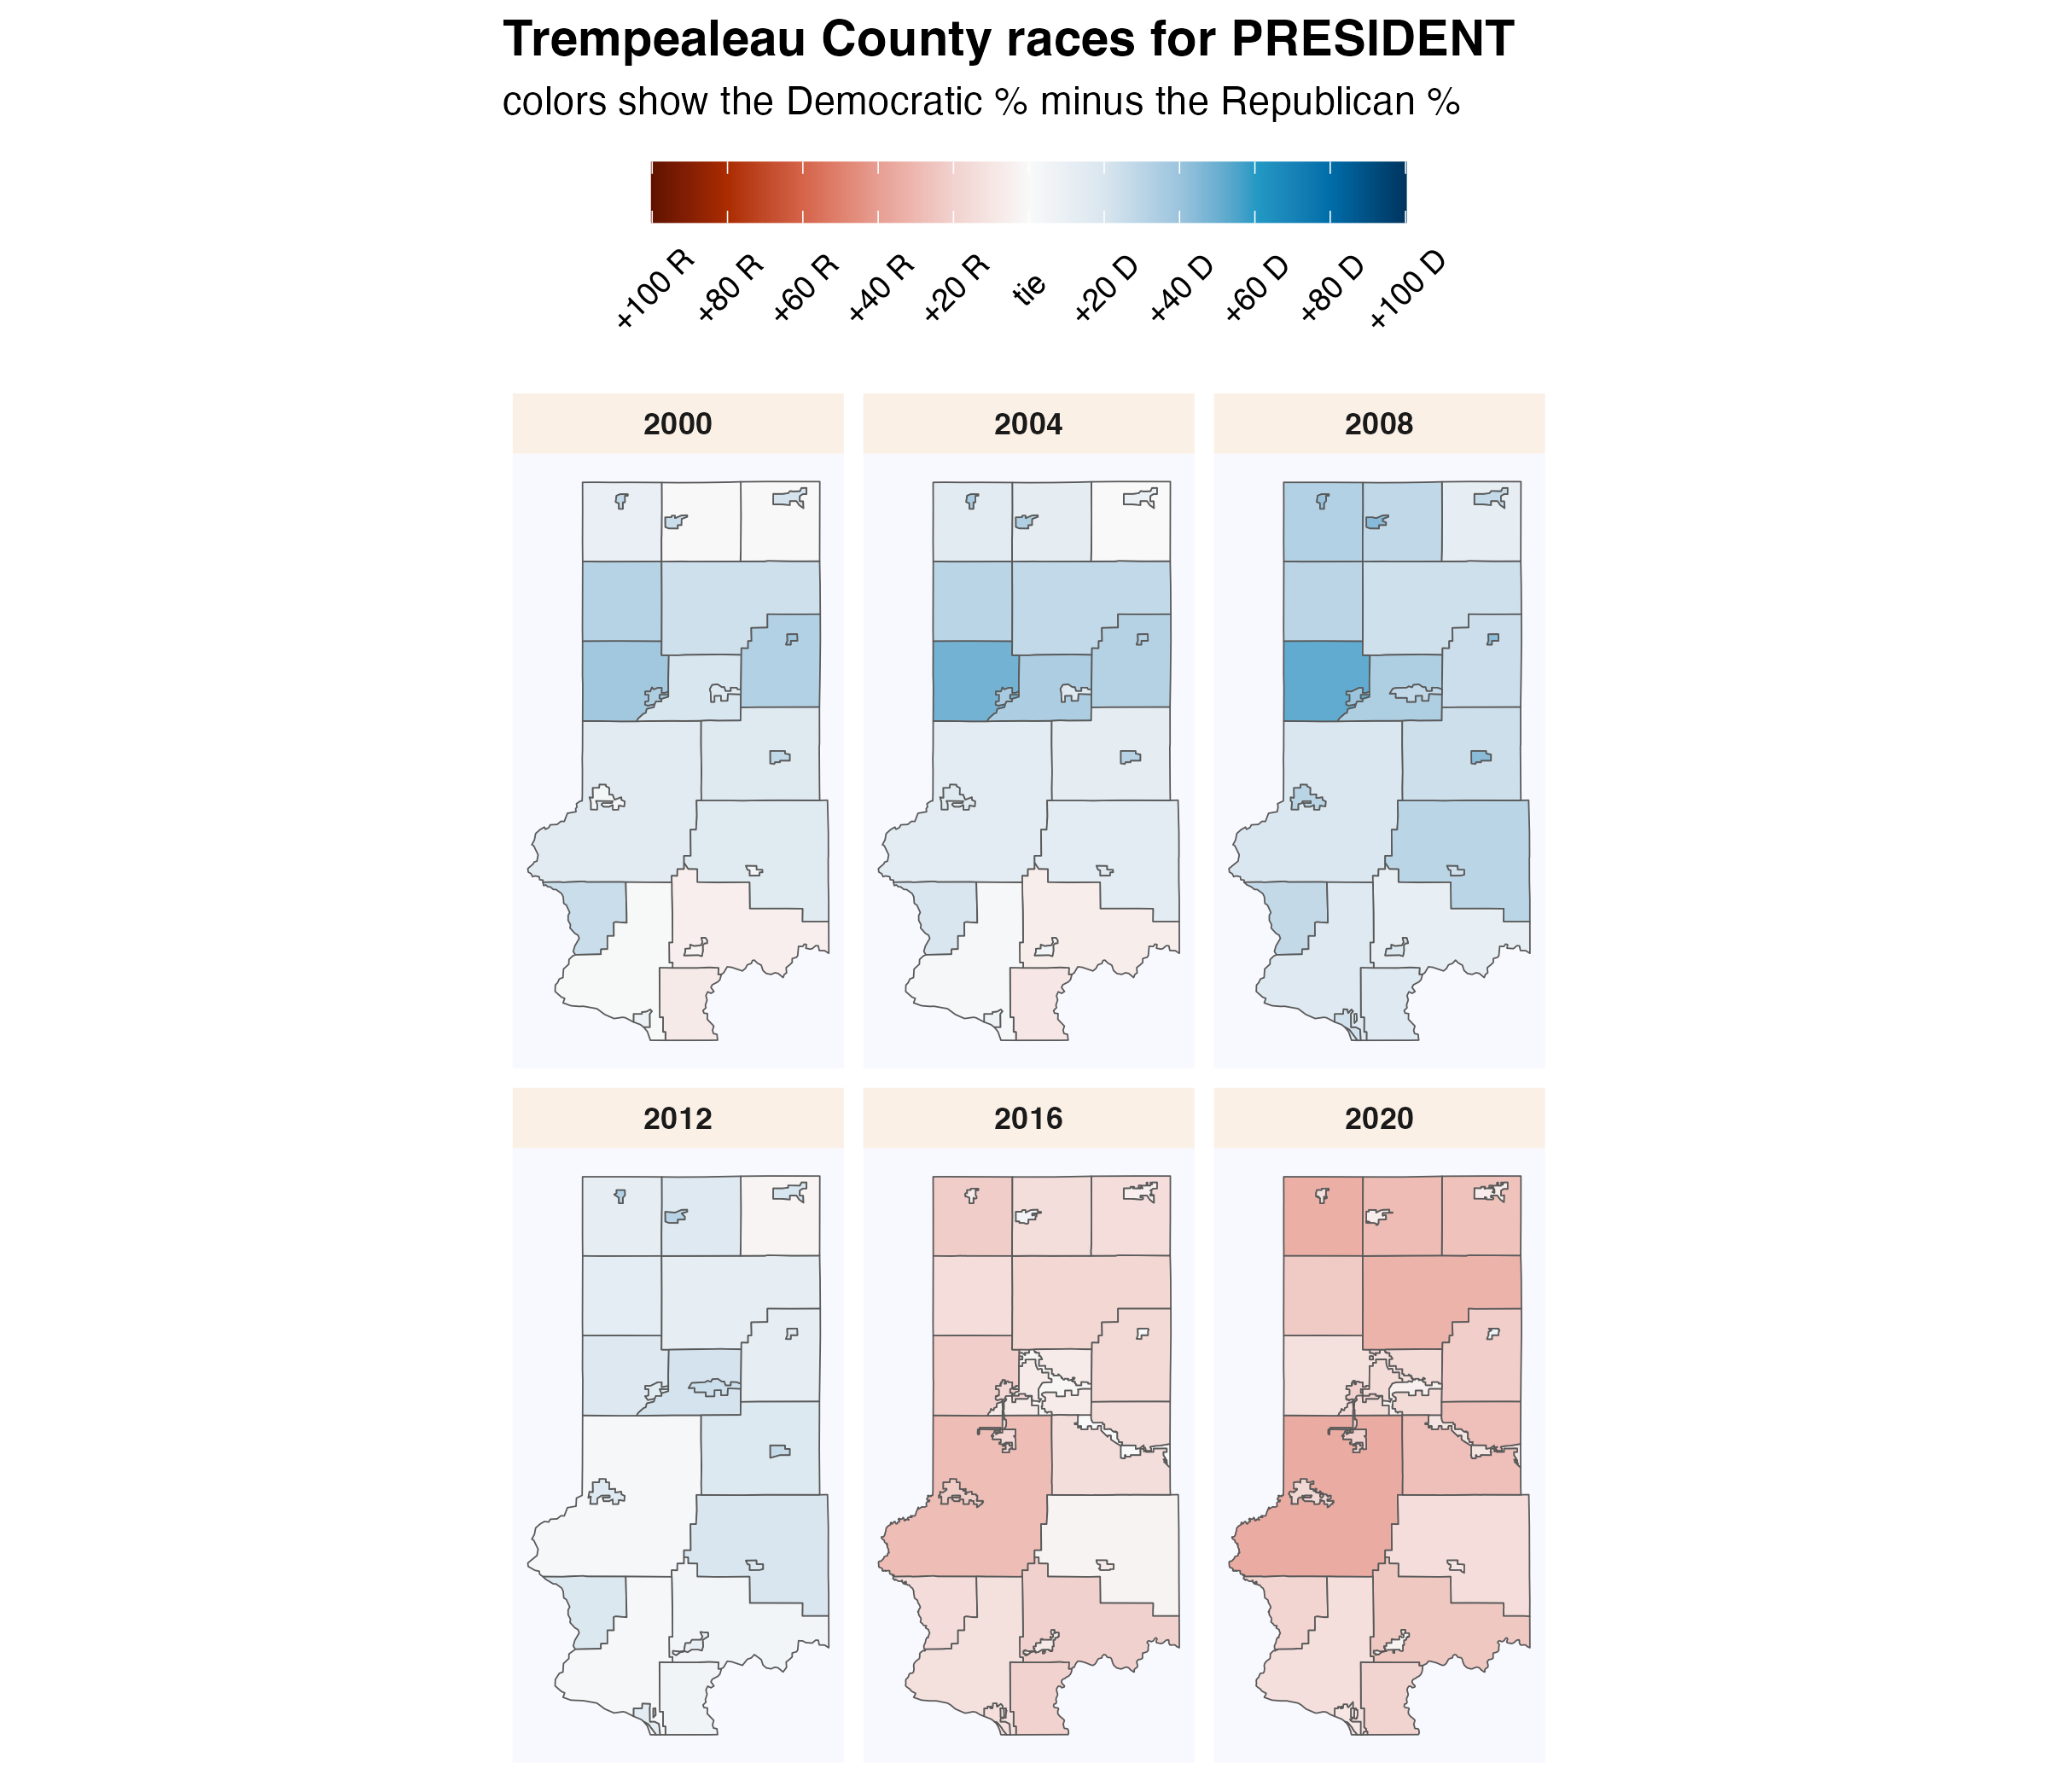 Trempealeau County races for PRESIDENT
colors show the Democratic % minus the Republican %
+100 R
+80 R
+60 R
+40 R
+20 R
tie
+20 D
+40 D
+60 D
+80 D
+100 D
2000
2004
2008
2012
2016
2020